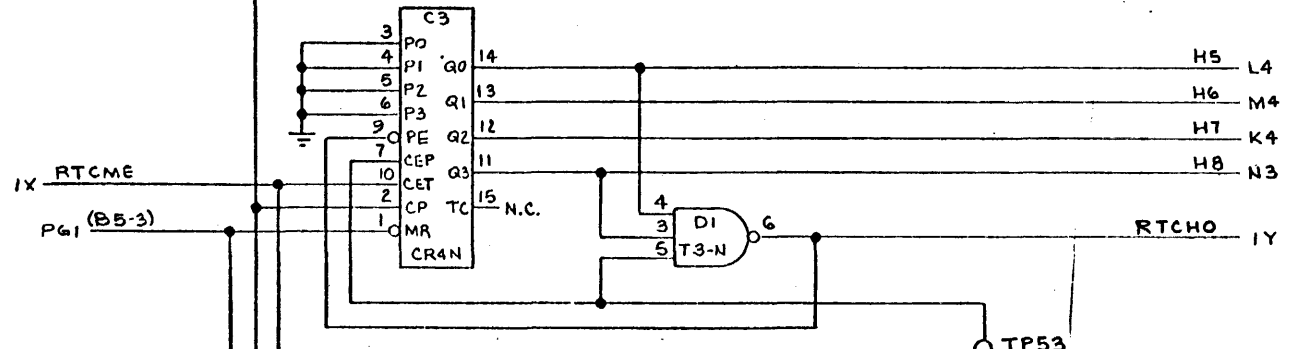 C3
3 P0
4 P1 Q0 14 H5 L4
5 P2
6 P3 Q1 13 H6 M4
9 PE Q2 12 H7 K4
7 CEP
Q3 11 H8 N3
1X RTCME 10 CET
2 CP TC 15 N.C.
PG1 (B5-3) 1 MR
CR4N
4
3 D1 6 RTCHO 1Y
5 T3-N
TP53